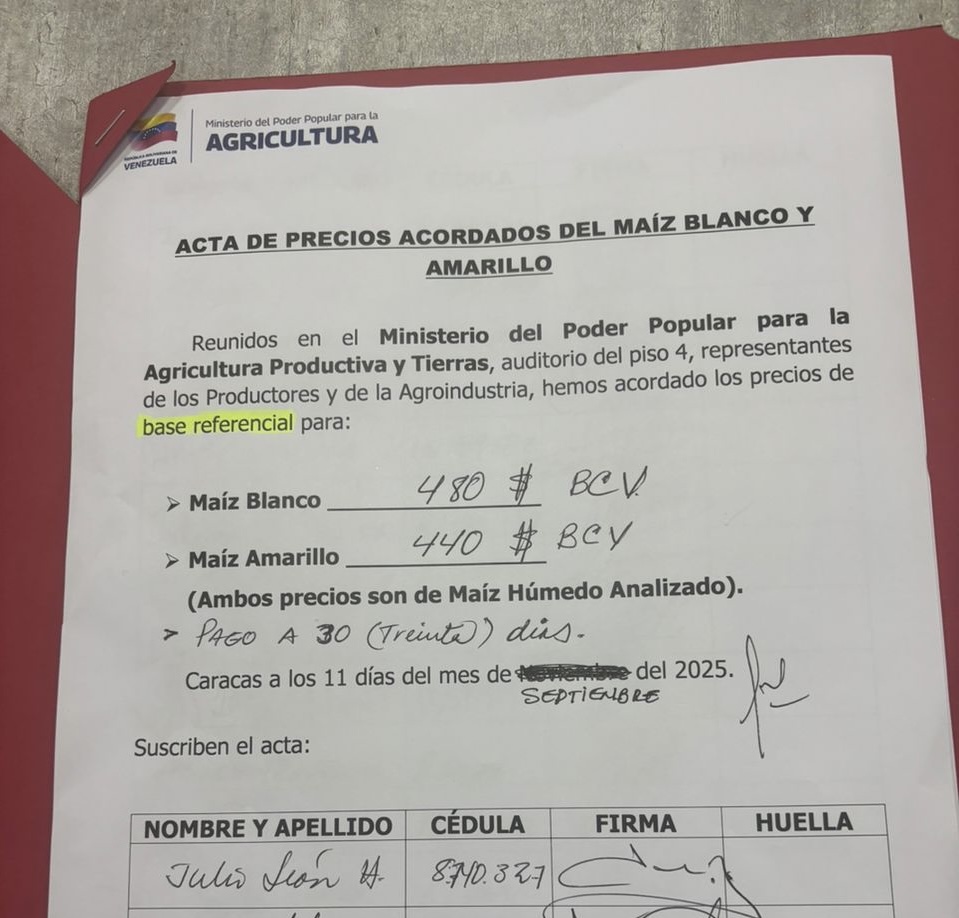 REPÚBLICA BOLIVARIANA DE
VENEZUELA
Ministerio del Poder Popular para la
AGRICULTURA
ACTA DE PRECIOS ACORDADOS DEL MAÍZ BLANCO Y
AMARILLO
Reunidos en el Ministerio del Poder Popular para la
Agricultura Productiva y Tierras, auditorio del piso 4, representantes
de los Productores y de la Agroindustria, hemos acordado los precios de
base referencial para:
➢ Maíz Blanco 480 $ BCV
➢ Maíz Amarillo 440 $ BCV
(Ambos precios son de Maíz Húmedo Analizado).
➢ PAGO A 30 (Treinta) días.
Caracas a los 11 días del mes de del 2025.
SEPTIEMBRE
Suscriben el acta:
NOMBRE Y APELLIDO CÉDULA FIRMA HUELLA
Julio León H. 8.740.327